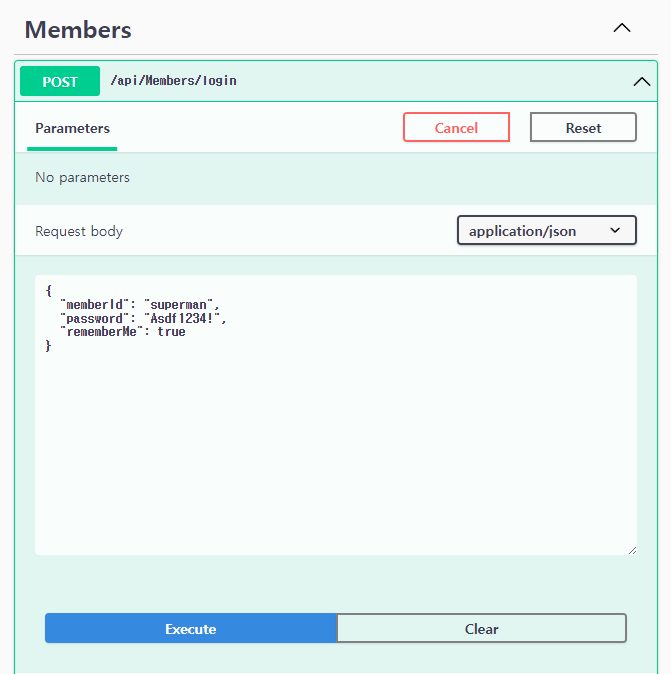 Members
POST /api/Members/login
Parameters Cancel Reset
No parameters
Request body application/json
{
  "memberId": "superman",
  "password": "Asdf1234!",
  "rememberMe": true
}
Execute Clear